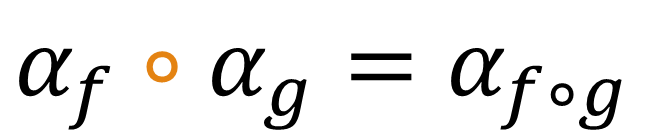 α_f ∘ α_g = α_{f∘g}